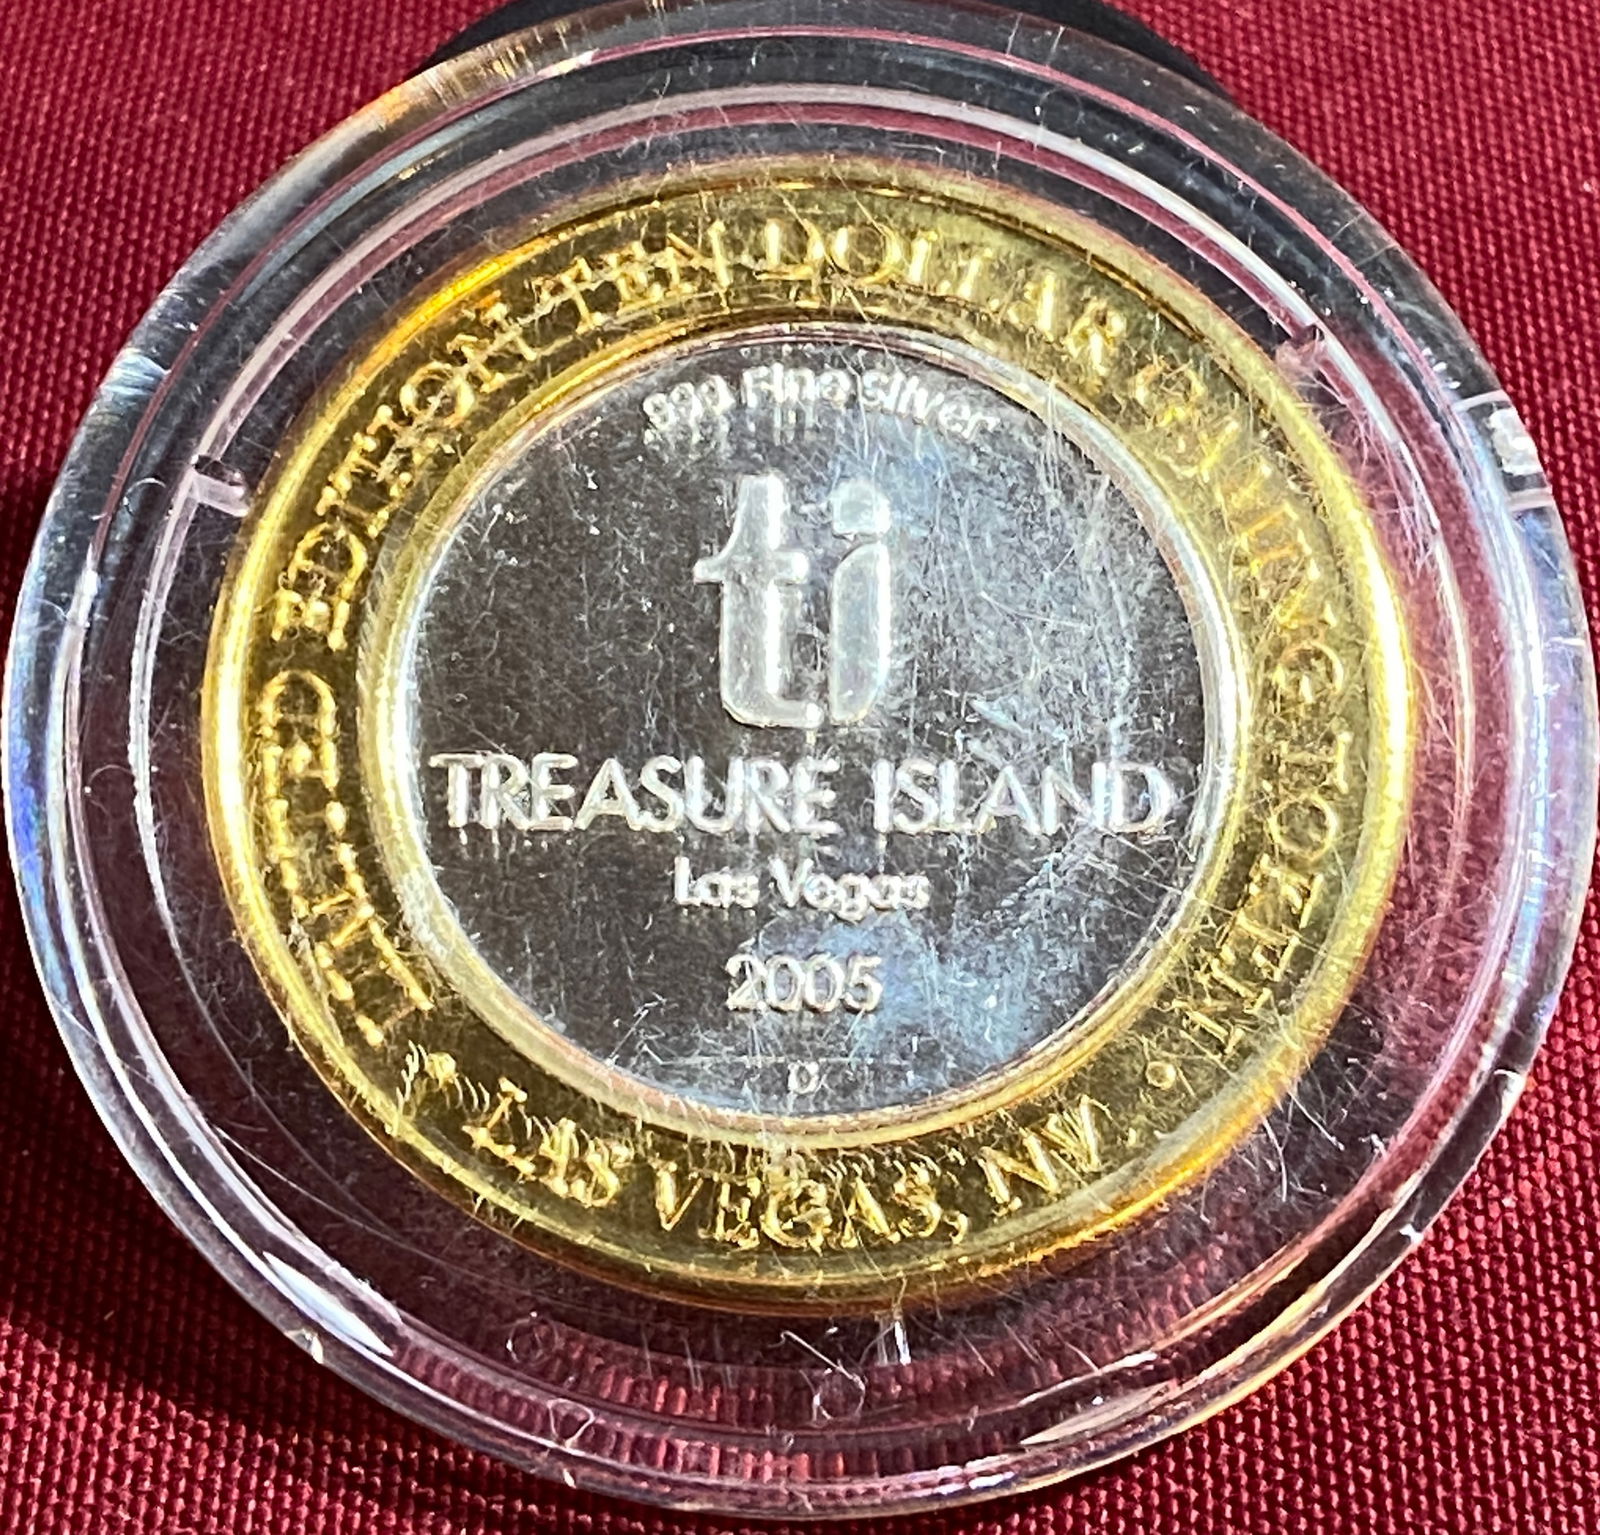 LIMITED EDITION TEN DOLLAR GAMING TOKEN
.999 Fine Silver
ti
TREASURE ISLAND
Las Vegas
2005
• LAS VEGAS, NV •